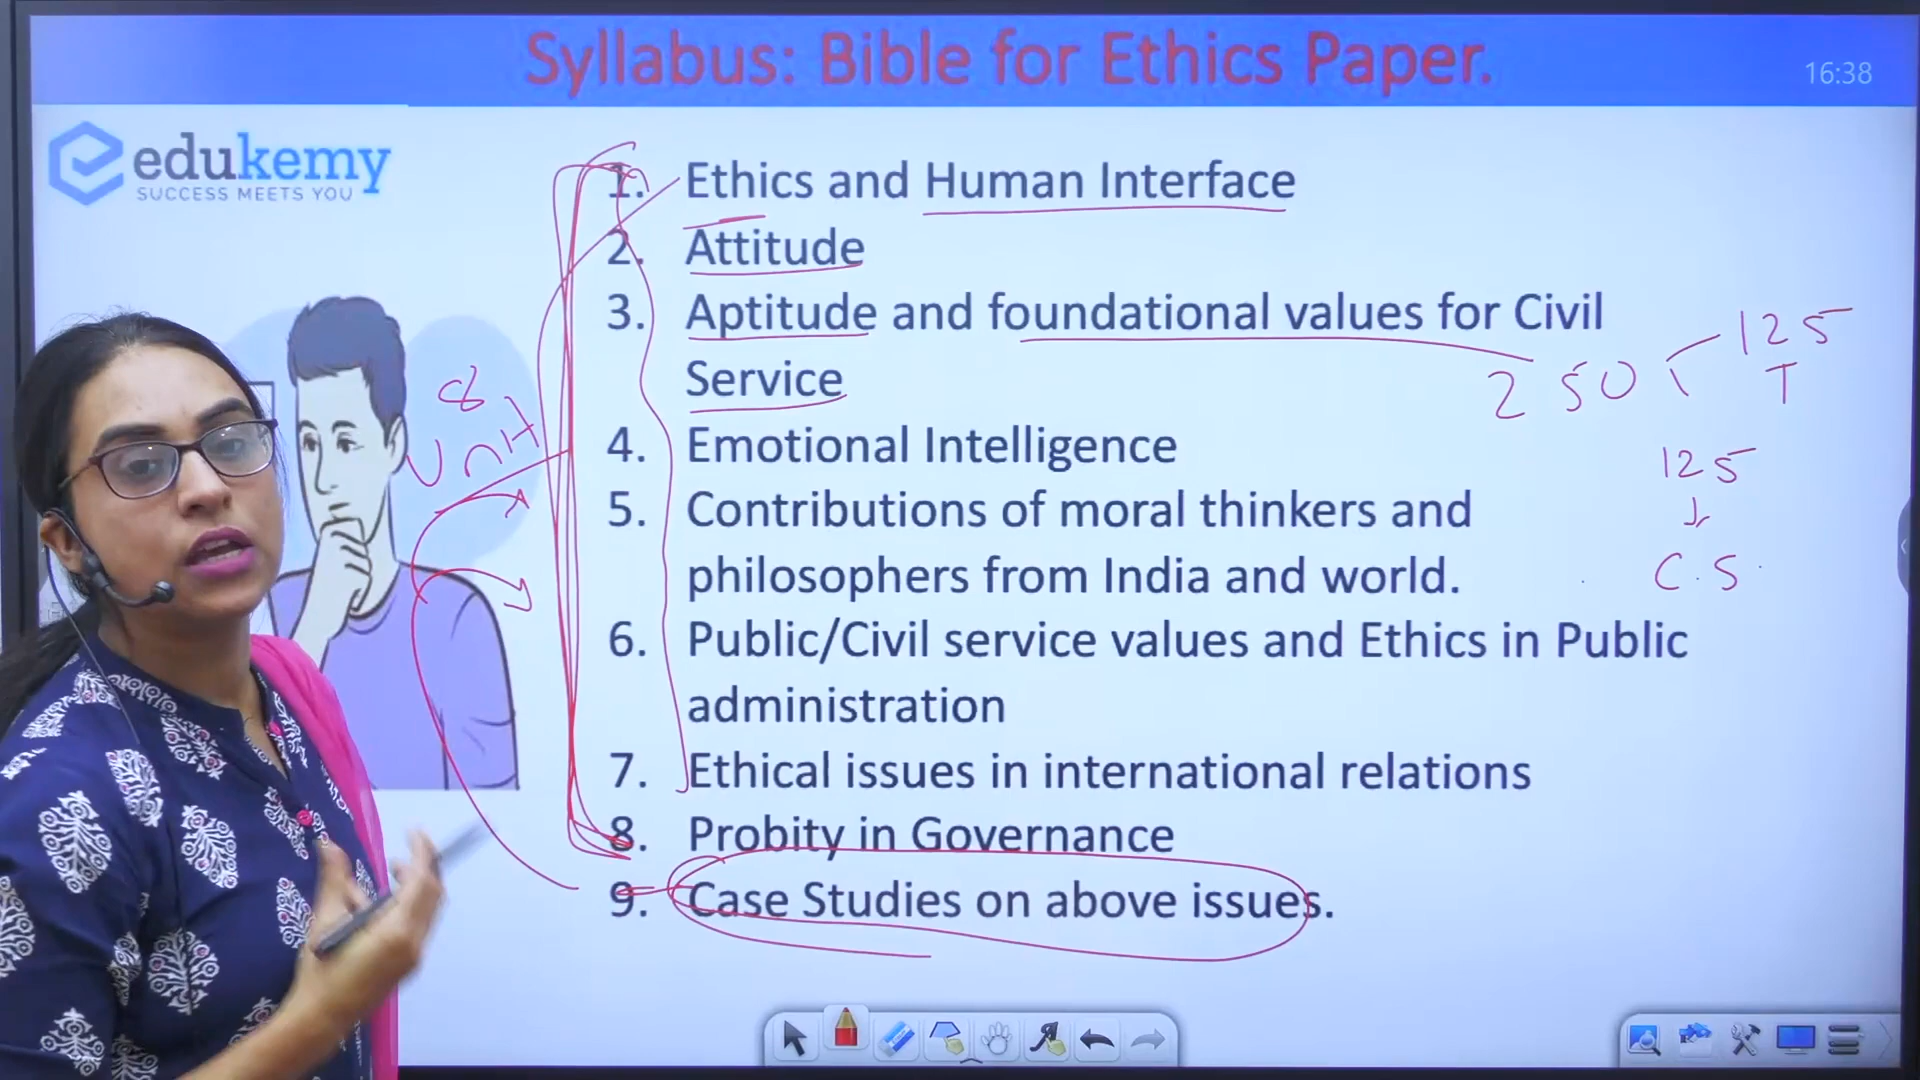 Syllabus: Bible for Ethics Paper.
16:38
edukemy
SUCCESS MEETS YOU
1. Ethics and Human Interface
2. Attitude
3. Aptitude and foundational values for Civil
Service
4. Emotional Intelligence
5. Contributions of moral thinkers and
philosophers from India and world.
6. Public/Civil service values and Ethics in Public
administration
7. Ethical issues in international relations
8. Probity in Governance
9. Case Studies on above issues.
8
Unit
250
125
T
125
C.S.